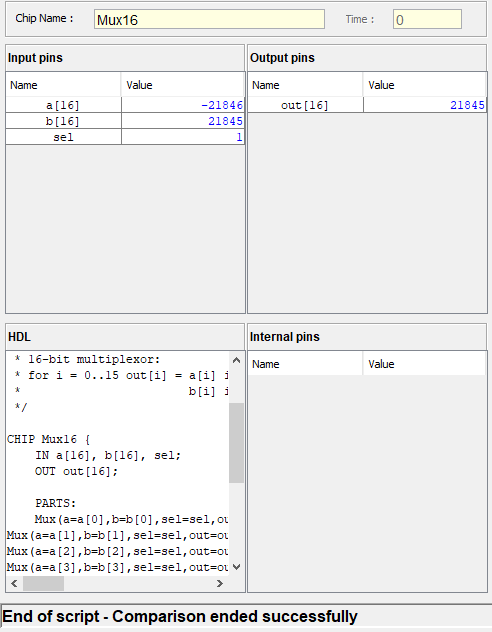 Chip Name : Mux16 Time : 0
Input pins
Name Value
a[16] -21846
b[16] 21845
sel 1
Output pins
Name Value
out[16] 21845
HDL
* 16-bit multiplexor:
* for i = 0..15 out[i] = a[i] i
* b[i] i
*/
CHIP Mux16 {
IN a[16], b[16], sel;
OUT out[16];
PARTS:
Mux(a=a[0],b=b[0],sel=sel,ou
Mux(a=a[1],b=b[1],sel=sel,out=ou
Mux(a=a[2],b=b[2],sel=sel,out=ou
Mux(a=a[3],b=b[3],sel=sel,out=ou
Internal pins
Name Value
End of script - Comparison ended successfully